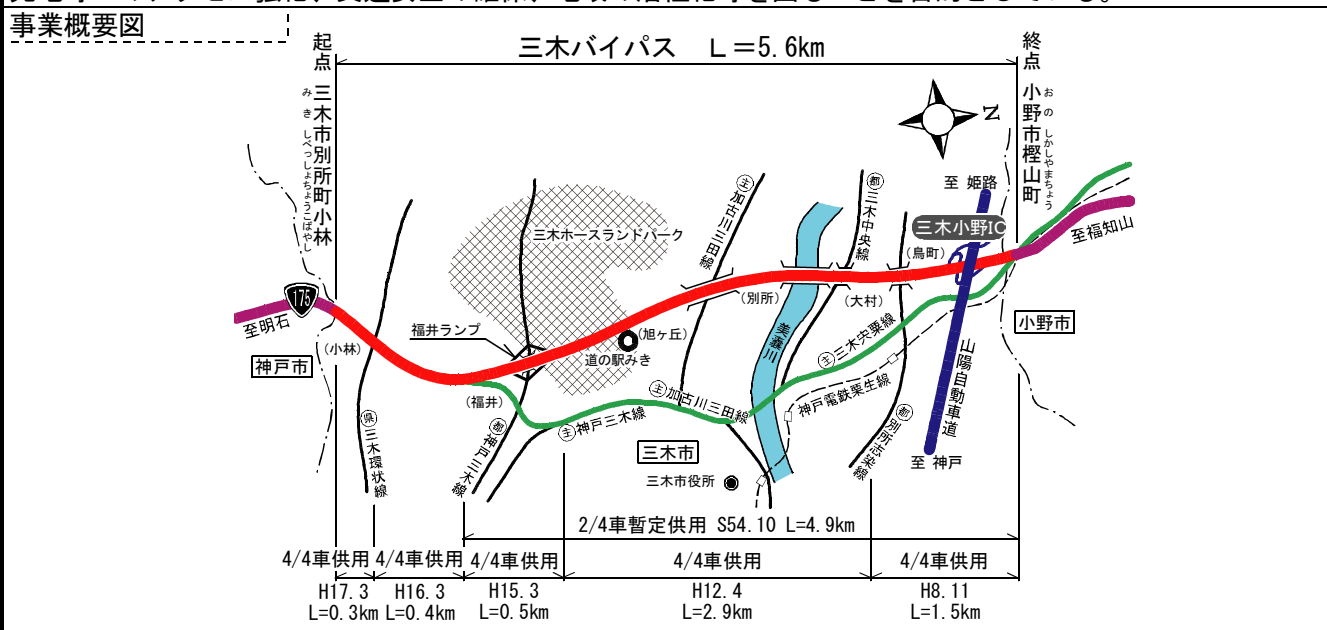 事業概要図
三木バイパス L=5.6km
起点
三木市別所町小林
みきしべっしょちょうこばやし
終点
小野市樫山町
おのしかしやまちょう
N
至 姫路
三木小野IC
至福知山
三木ホースランドパーク
主 加古川三田線
都 三木中央線
(鳥町)
175
至明石
(小林)
神戸市
福井ランプ
(旭ヶ丘)
道の駅みき
(別所)
(大村)
美嚢川
小野市
主 三木宍粟線
山陽自動車道
(福井)
主 加古川三田線
神戸電鉄粟生線
主 神戸三木線
県 三木環状線
都 神戸三木線
三木市
都 別所志染線
至 神戸
三木市役所
2/4車暫定供用 S54.10 L=4.9km
4/4車供用 4/4車供用 4/4車供用 4/4車供用 4/4車供用
H17.3 H16.3 H15.3 H12.4 H8.11
L=0.3km L=0.4km L=0.5km L=2.9km L=1.5km